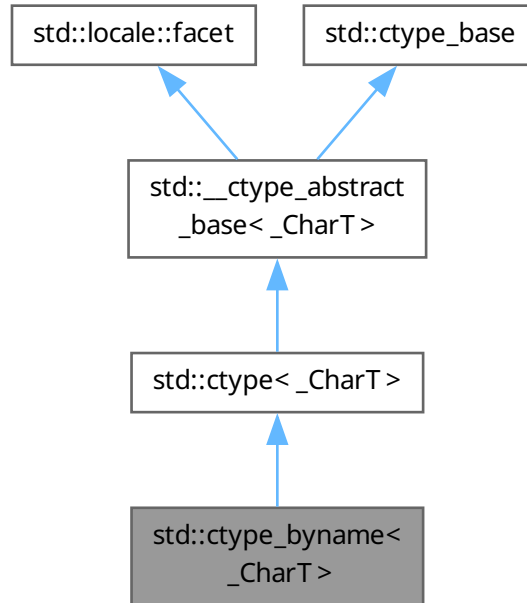 std::locale::facet
std::ctype_base
std::__ctype_abstract
_base< _CharT >
std::ctype< _CharT >
std::ctype_byname<
_CharT >